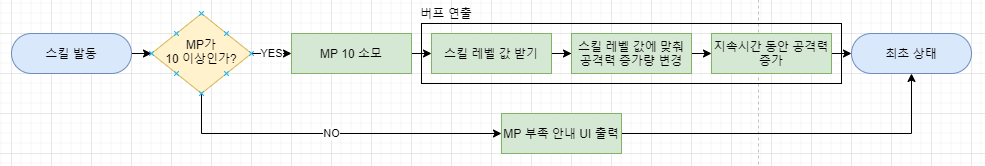 버프 연출
스킬 발동
MP가
10 이상인가?
YES
MP 10 소모
스킬 레벨 값 받기
스킬 레벨 값에 맞춰
공격력 증가량 변경
지속시간 동안 공격력
증가
최초 상태
NO
MP 부족 안내 UI 출력